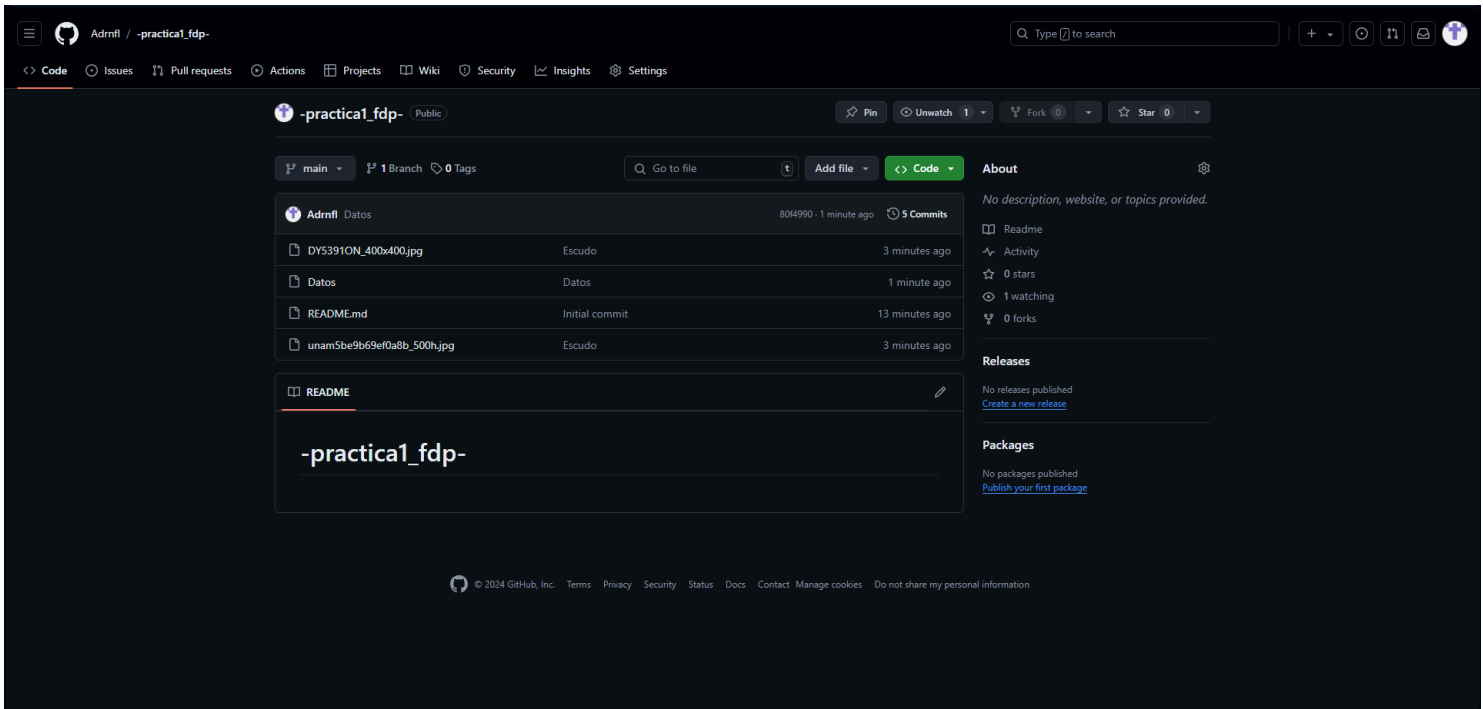 Adrnfl / -practica1_fdp-
Type / to search
Code Issues Pull requests Actions Projects Wiki Security Insights Settings
-practica1_fdp- Public
Pin Unwatch 1 Fork 0 Star 0
main 1 Branch 0 Tags Go to file t Add file Code
Adrnfl Datos 80f4990 · 1 minute ago 5 Commits
DY5391ON_400x400.jpg Escudo 3 minutes ago
Datos Datos 1 minute ago
README.md Initial commit 13 minutes ago
unam5be9b69ef0a8b_500h.jpg Escudo 3 minutes ago
README
-practica1_fdp-
About
No description, website, or topics provided.
Readme
Activity
0 stars
1 watching
0 forks
Releases
No releases published
Create a new release
Packages
No packages published
Publish your first package
© 2024 GitHub, Inc. Terms Privacy Security Status Docs Contact Manage cookies Do not share my personal information